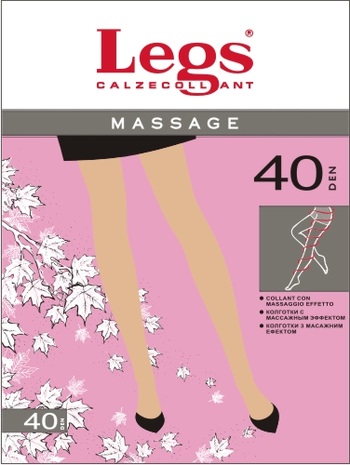 Legs®
CALZECOLLANT
MASSAGE
40 DEN
● COLLANT CON
MASSAGGIO EFFETTO
● КОЛГОТКИ С
МАССАЖНЫМ ЭФФЕКТОМ
● КОЛГОТКИ З МАСАЖНИМ
ЕФЕКТОМ
40 DEN